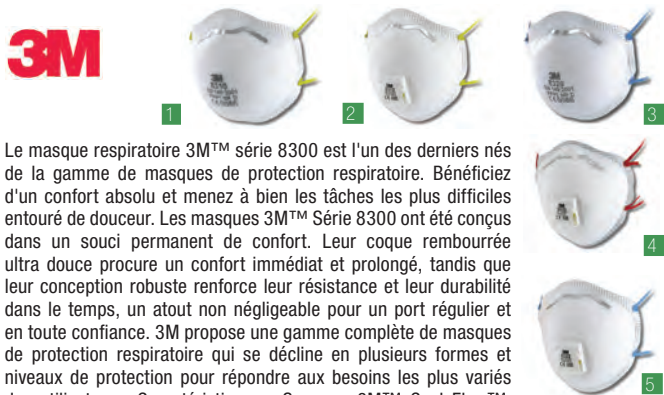 3M
1
2
3
Le masque respiratoire 3M™ série 8300 est l'un des derniers nés
de la gamme de masques de protection respiratoire. Bénéficiez
d'un confort absolu et menez à bien les tâches les plus difficiles
entouré de douceur. Les masques 3M™ Série 8300 ont été conçus
dans un souci permanent de confort. Leur coque rembourrée
ultra douce procure un confort immédiat et prolongé, tandis que
leur conception robuste renforce leur résistance et leur durabilité
dans le temps, un atout non négligeable pour un port régulier et
en toute confiance. 3M propose une gamme complète de masques
de protection respiratoire qui se décline en plusieurs formes et
niveaux de protection pour répondre aux besoins les plus variés
4
5